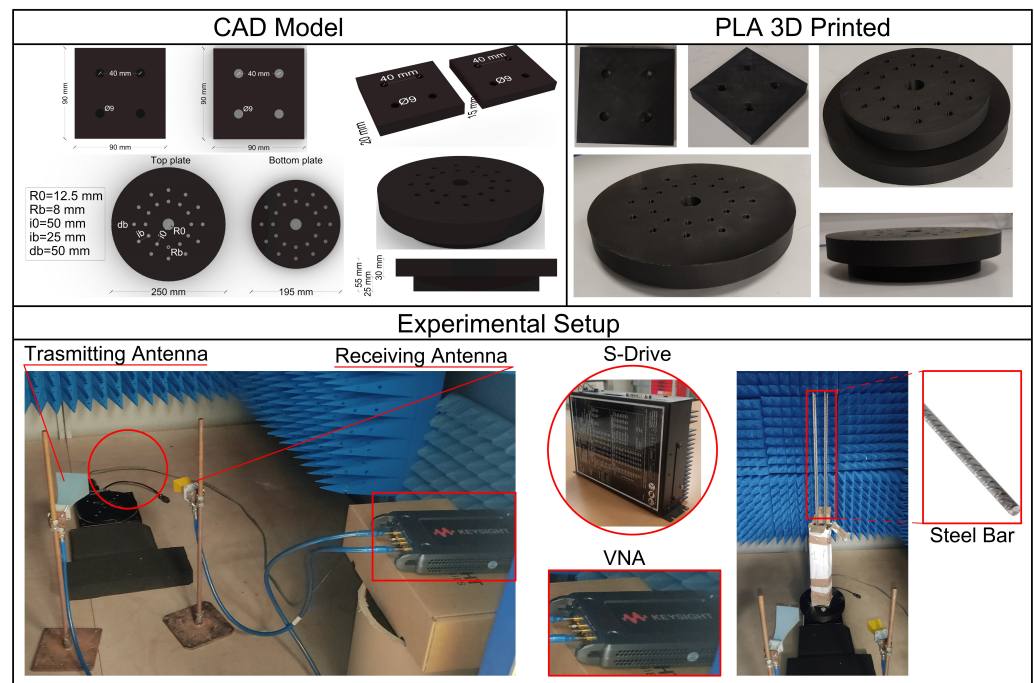 CAD Model
PLA 3D Printed
90 mm
40 mm
Ø9
90 mm
90 mm
40 mm
Ø9
90 mm
40 mm
Ø9
20 mm
40 mm
Ø9
15 mm
Top plate
Bottom plate
R0=12.5 mm
Rb=8 mm
i0=50 mm
ib=25 mm
db=50 mm
db
ib
i0
R0
Rb
250 mm
195 mm
55 mm
25 mm
30 mm
Experimental Setup
Trasmitting Antenna
Receiving Antenna
S-Drive
KEYSIGHT
VNA
KEYSIGHT
Steel Bar